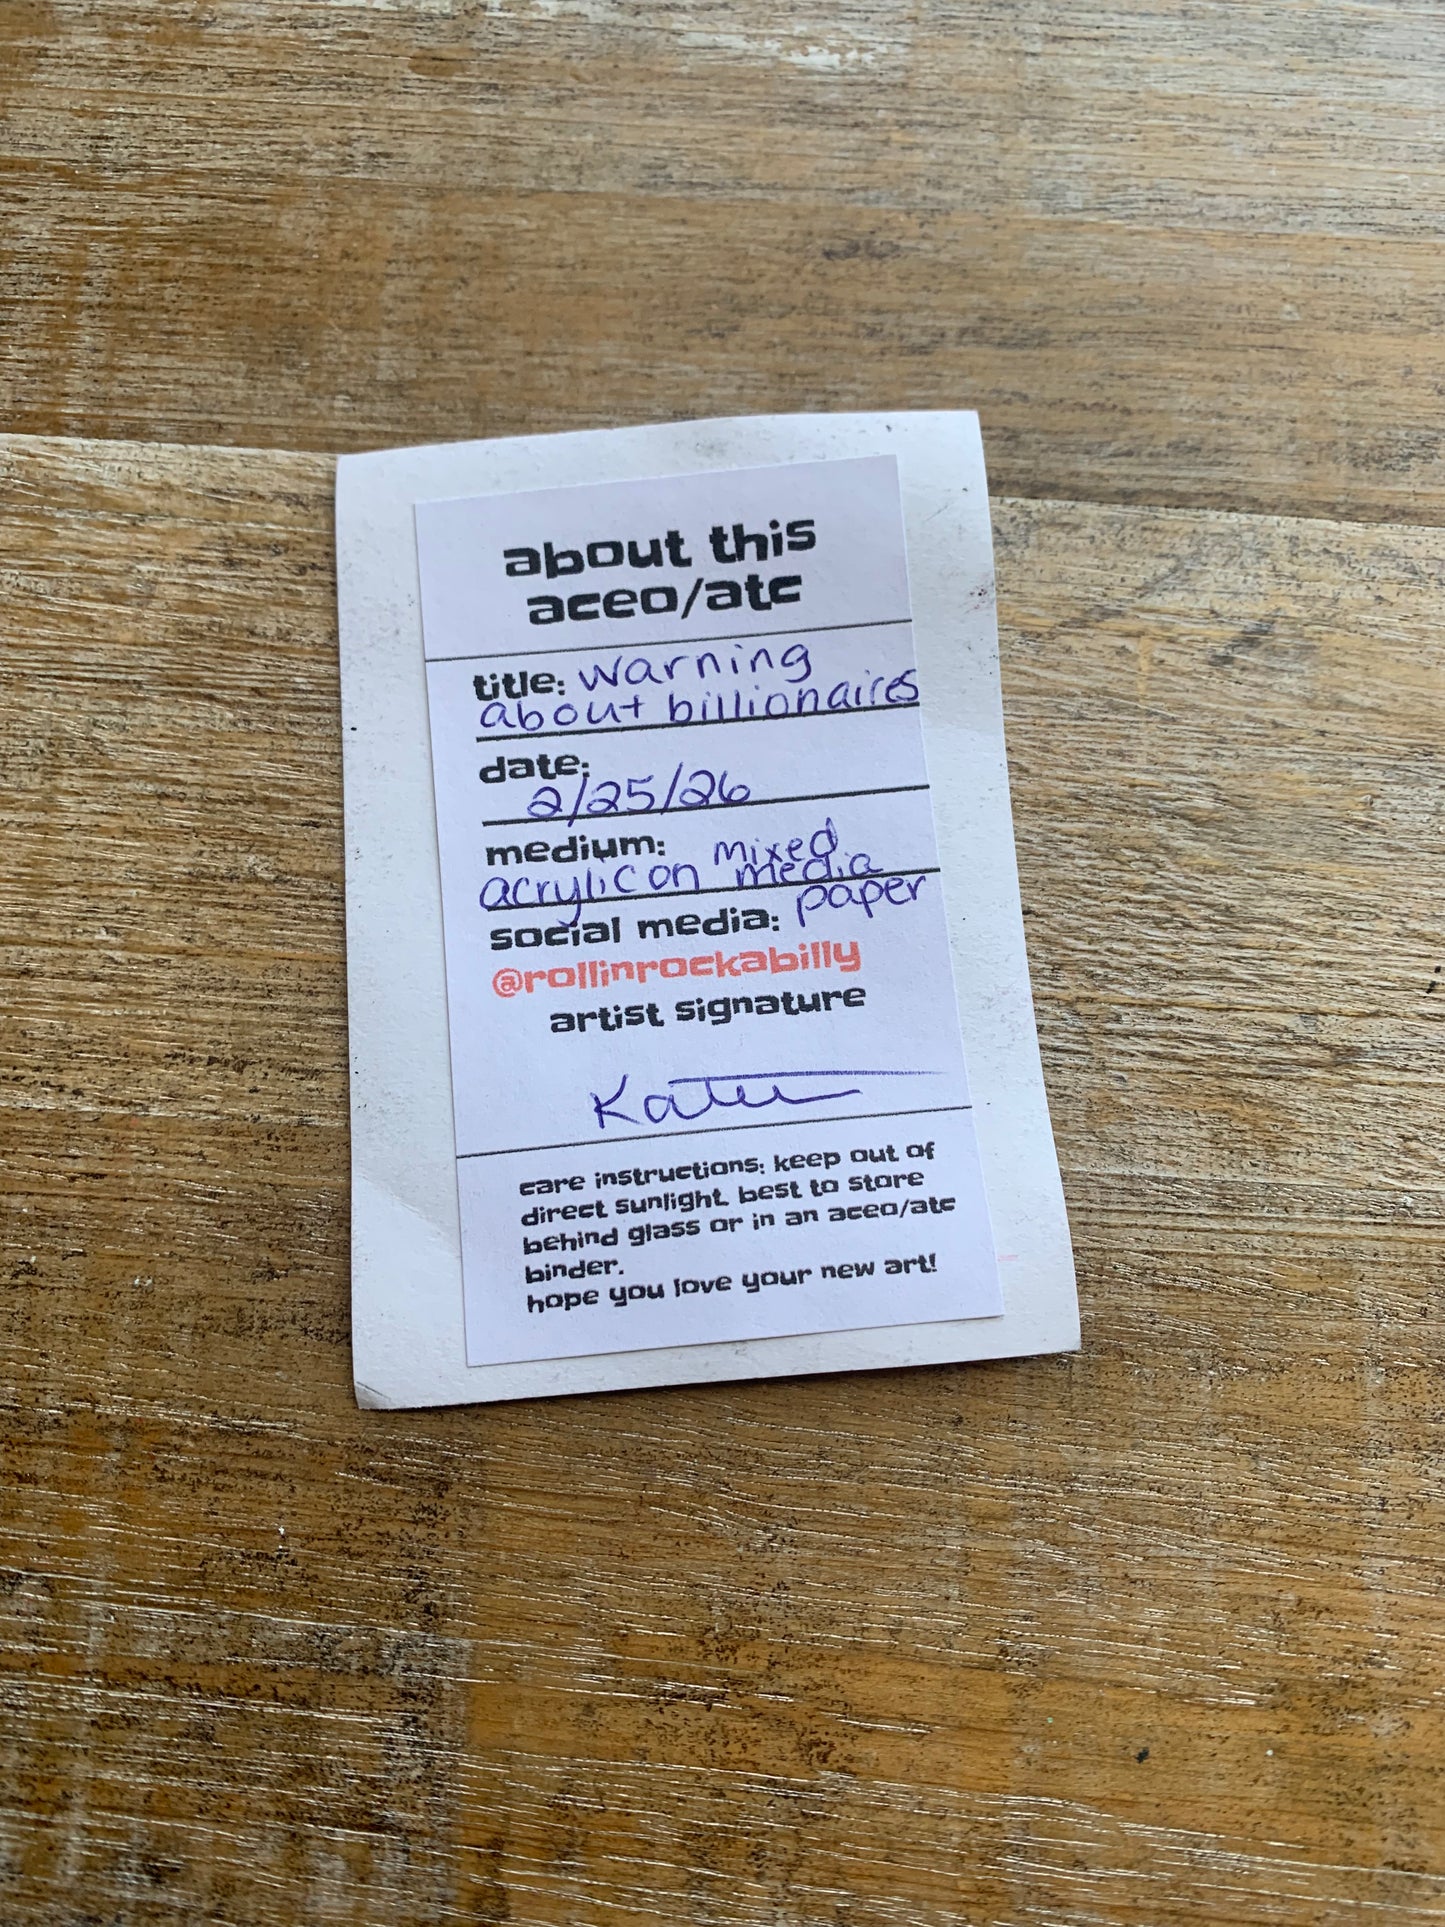 about this
aceo/atc
title: warning
about billionaires
date:
2/25/26
medium: mixed
acrylic on media
paper
social media:
@rollinrockabilly
artist signature
Katie
care instructions: keep out of
direct sunlight. best to store
behind glass or in an aceo/atc
binder.
hope you love your new art!